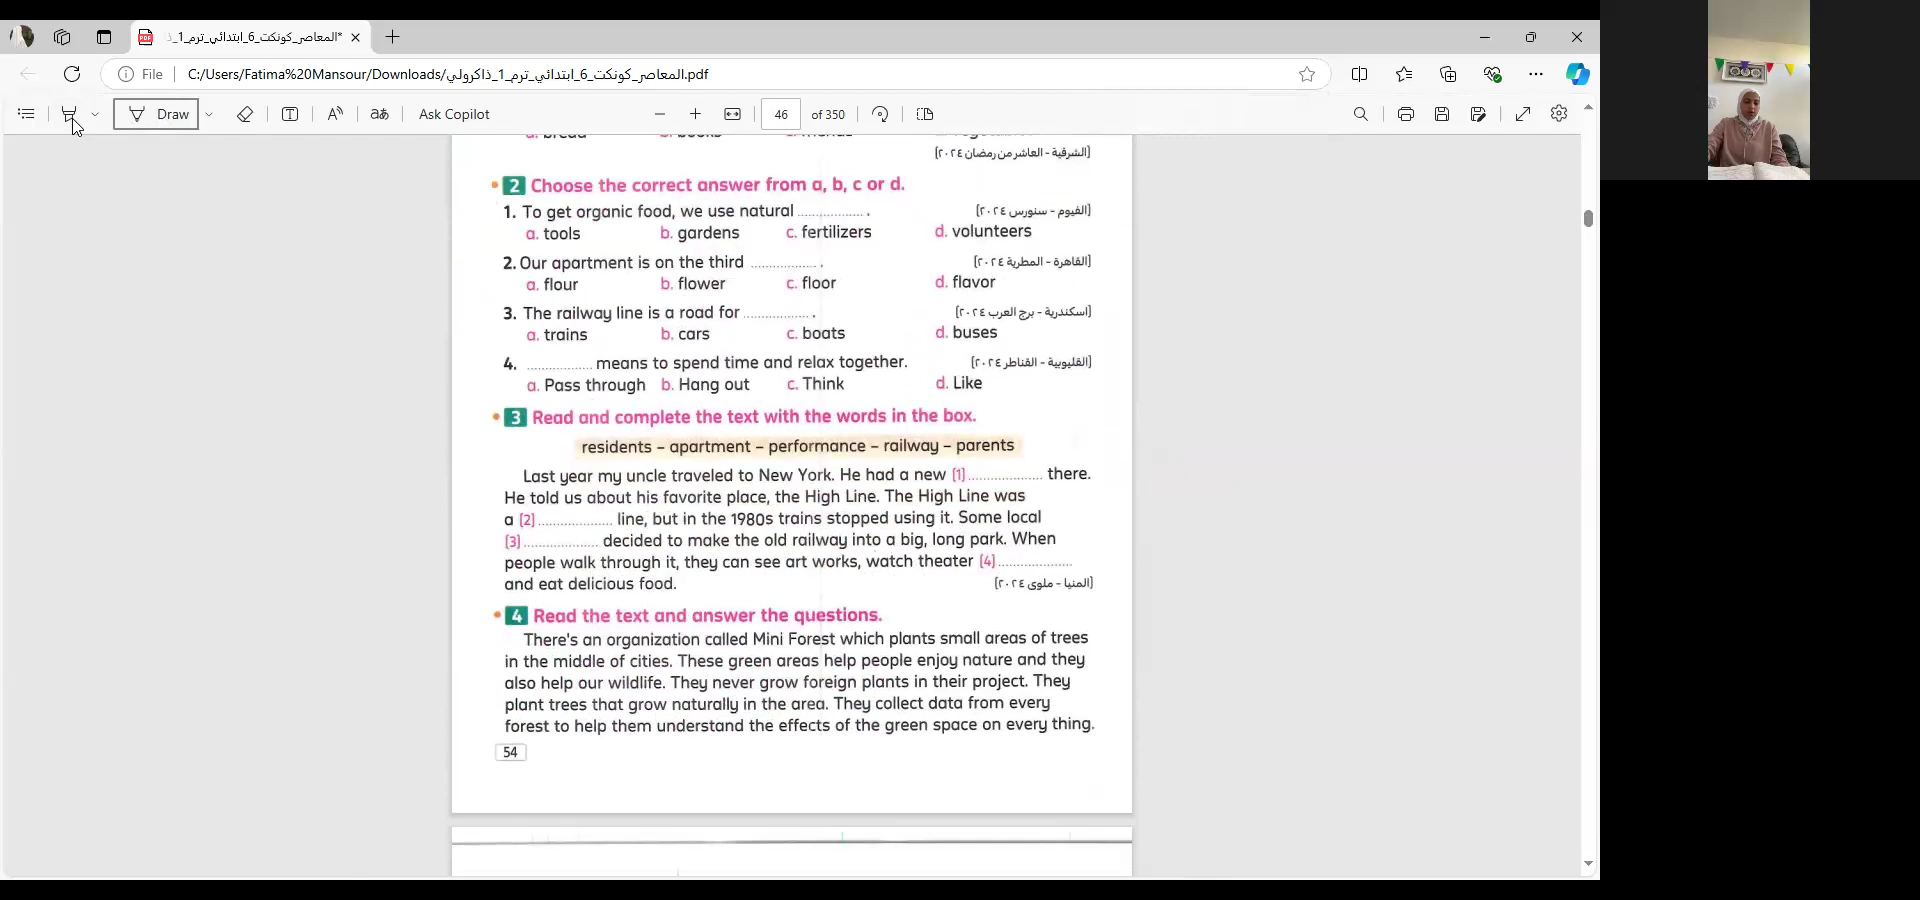 المعاصر_كونكت_6_ابتدائي_ترم_1_ذ*
File
C:/Users/Fatima%20Mansour/Downloads/المعاصر_كونكت_6_ابتدائي_ترم_1_ذاكرولي.pdf
Draw
Ask Copilot
46 of 350
a. bread b. books
[الشرقية - العاشر من رمضان ٢٠٢٤]
2 Choose the correct answer from a, b, c or d.
1. To get organic food, we use natural ................ . [الفيوم - سنورس ٢٠٢٤]
a. tools b. gardens c. fertilizers d. volunteers
2. Our apartment is on the third ................ . [القاهرة - المطرية ٢٠٢٤]
a. flour b. flower c. floor d. flavor
3. The railway line is a road for ................ . [اسكندرية - برج العرب ٢٠٢٤]
a. trains b. cars c. boats d. buses
4. ................ means to spend time and relax together. [القليوبية - القناطر ٢٠٢٤]
a. Pass through b. Hang out c. Think d. Like
3 Read and complete the text with the words in the box.
residents – apartment – performance – railway – parents
Last year my uncle traveled to New York. He had a new [1] .................. there.
He told us about his favorite place, the High Line. The High Line was
a [2] .................. line, but in the 1980s trains stopped using it. Some local
[3] .................. decided to make the old railway into a big, long park. When
people walk through it, they can see art works, watch theater [4] ..................
and eat delicious food. [المنيا - ملوى ٢٠٢٤]
4 Read the text and answer the questions.
There's an organization called Mini Forest which plants small areas of trees
in the middle of cities. These green areas help people enjoy nature and they
also help our wildlife. They never grow foreign plants in their project. They
plant trees that grow naturally in the area. They collect data from every
forest to help them understand the effects of the green space on every thing.
54